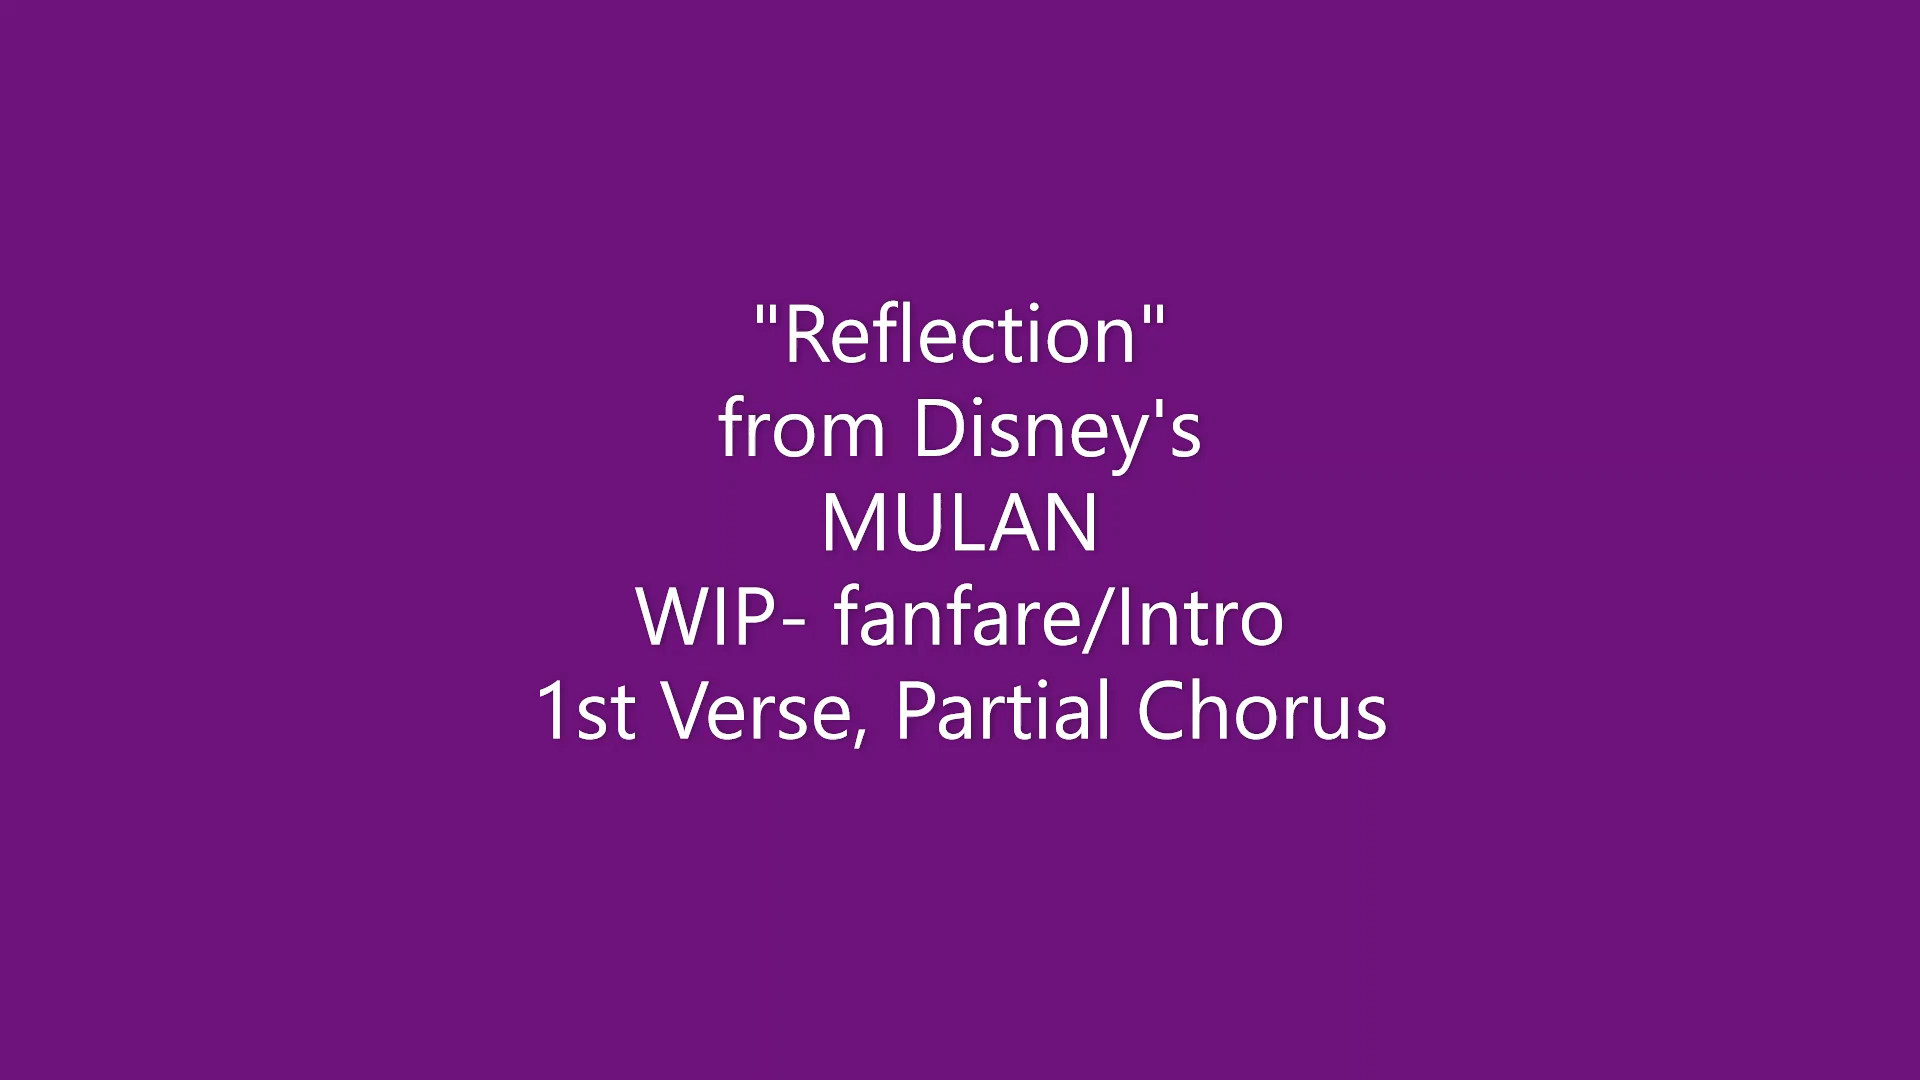 "Reflection"
from Disney's
MULAN
WIP- fanfare/Intro
1st Verse, Partial Chorus